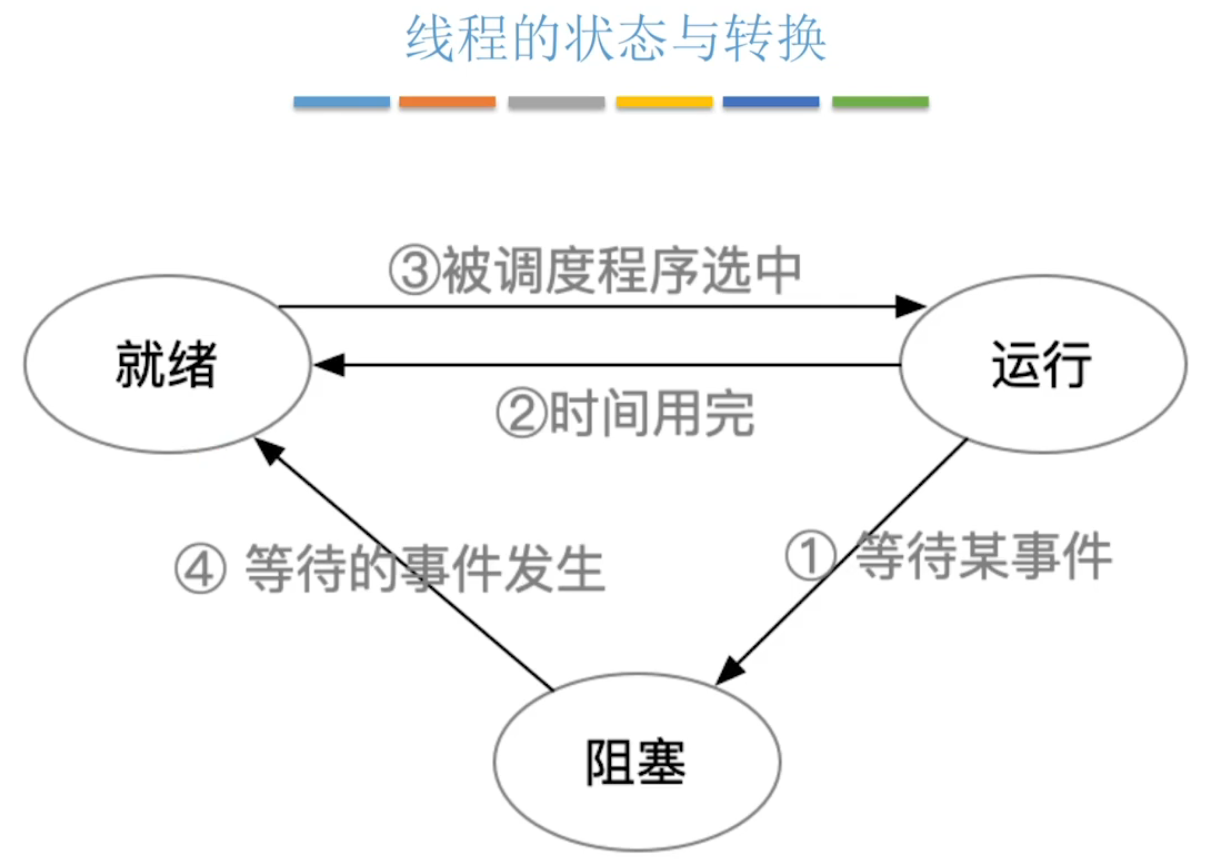 线程的状态与转换
③被调度程序选中
就绪
运行
②时间用完
④ 等待的事件发生
① 等待某事件
阻塞